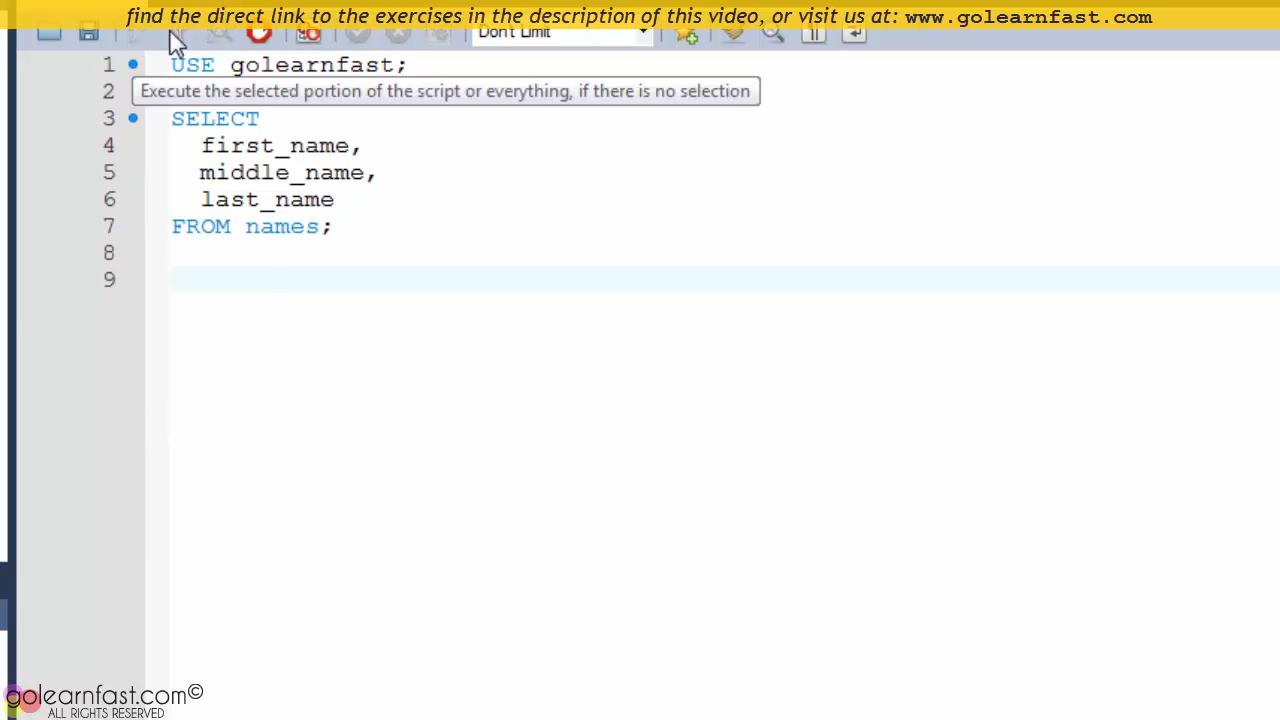 find the direct link to the exercises in the description of this video, or visit us at: www.golearnfast.com
Don't Limit
1 USE golearnfast;
2
Execute the selected portion of the script or everything, if there is no selection
3 SELECT
4 first_name,
5 middle_name,
6 last_name
7 FROM names;
8
9
golearnfast.com©
ALL RIGHTS RESERVED